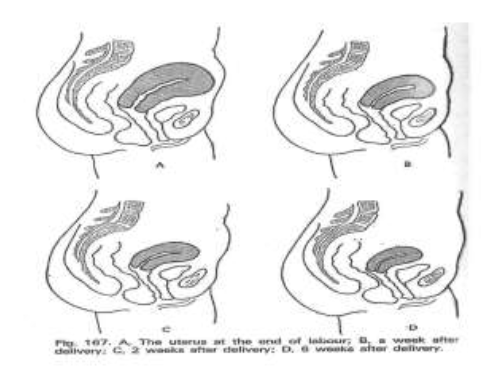 A
B
C
D
Fig. 167. A, The uterus at the end of labour; B, a week after
delivery; C, 2 weeks after delivery; D, 6 weeks after delivery.